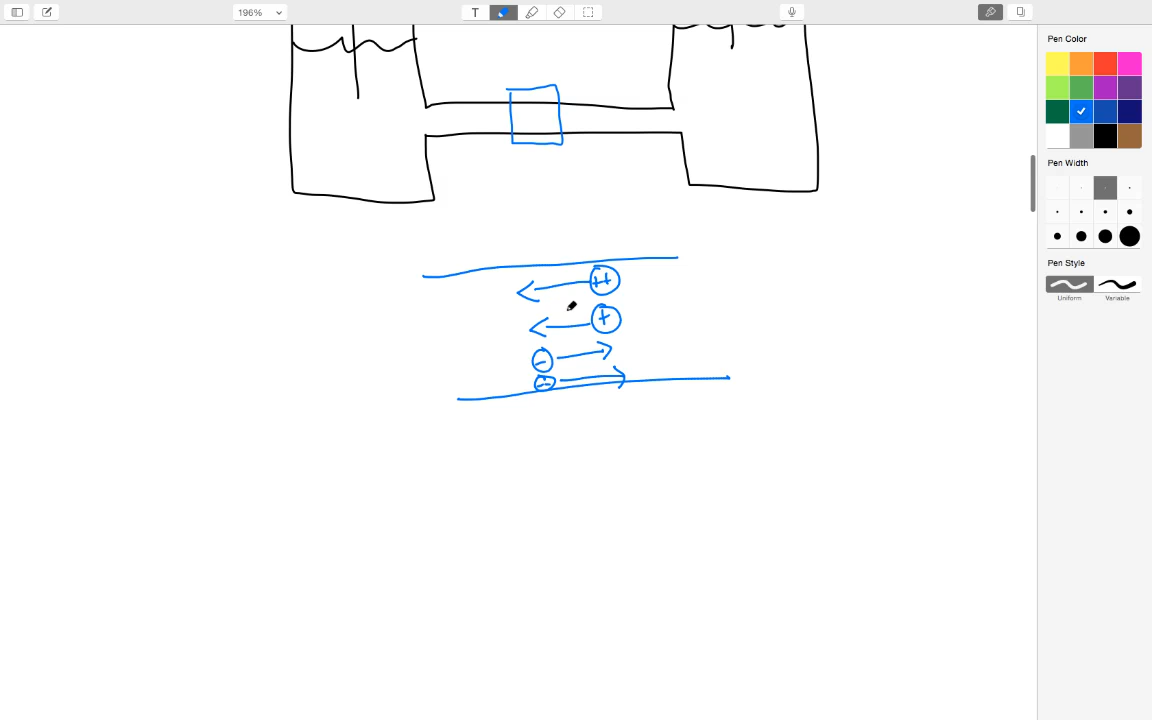 196%
T
Pen Color
Pen Width
Pen Style
Uniform
Variable
++
+
-
--